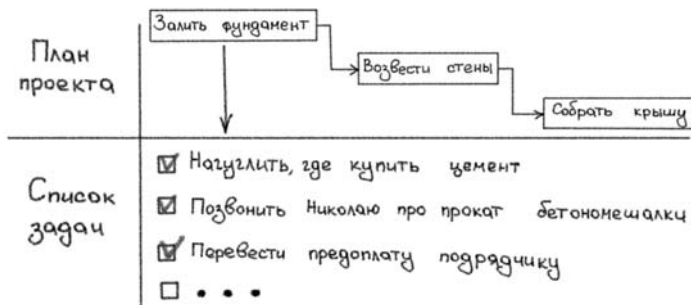 План
проекта
Залить фундамент
Возвести стены
Собрать крышу
Список
задач
Нагуглить, где купить цемент
Позвонить Николаю про прокат бетономешалки
Перевести предоплату подрядчику
• • •